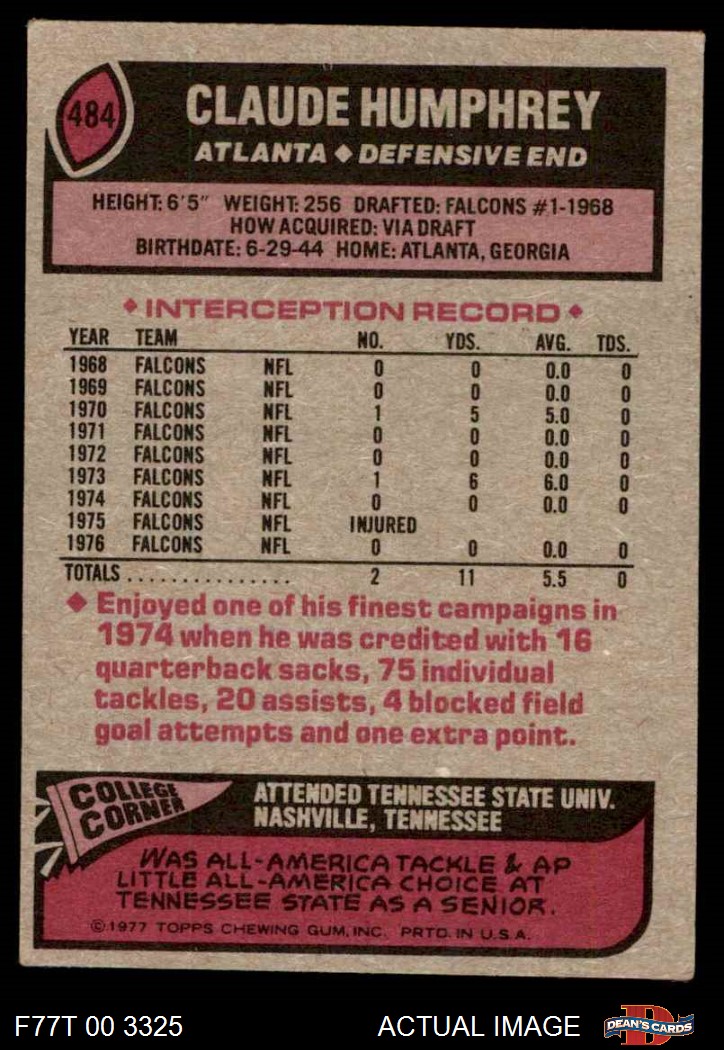 484
CLAUDE HUMPHREY
ATLANTA ◆ DEFENSIVE END
HEIGHT: 6'5" WEIGHT: 256 DRAFTED: FALCONS #1-1968
HOW ACQUIRED: VIA DRAFT
BIRTHDATE: 6-29-44 HOME: ATLANTA, GEORGIA
◆ INTERCEPTION RECORD ◆
YEAR TEAM NO. YDS. AVG. TDS.
1968 FALCONS NFL 0 0 0.0 0
1969 FALCONS NFL 0 0 0.0 0
1970 FALCONS NFL 1 5 5.0 0
1971 FALCONS NFL 0 0 0.0 0
1972 FALCONS NFL 0 0 0.0 0
1973 FALCONS NFL 1 6 6.0 0
1974 FALCONS NFL 0 0 0.0 0
1975 FALCONS NFL INJURED
1976 FALCONS NFL 0 0 0.0 0
TOTALS ............... 2 11 5.5 0
◆ Enjoyed one of his finest campaigns in
1974 when he was credited with 16
quarterback sacks, 75 individual
tackles, 20 assists, 4 blocked field
goal attempts and one extra point.
COLLEGE
CORNER
ATTENDED TENNESSEE STATE UNIV.
NASHVILLE, TENNESSEE
WAS ALL-AMERICA TACKLE & AP
LITTLE ALL-AMERICA CHOICE AT
TENNESSEE STATE AS A SENIOR.
©1977 TOPPS CHEWING GUM, INC. PRTD. IN U.S.A.
F77T 00 3325 ACTUAL IMAGE
D
DEAN'S CARDS